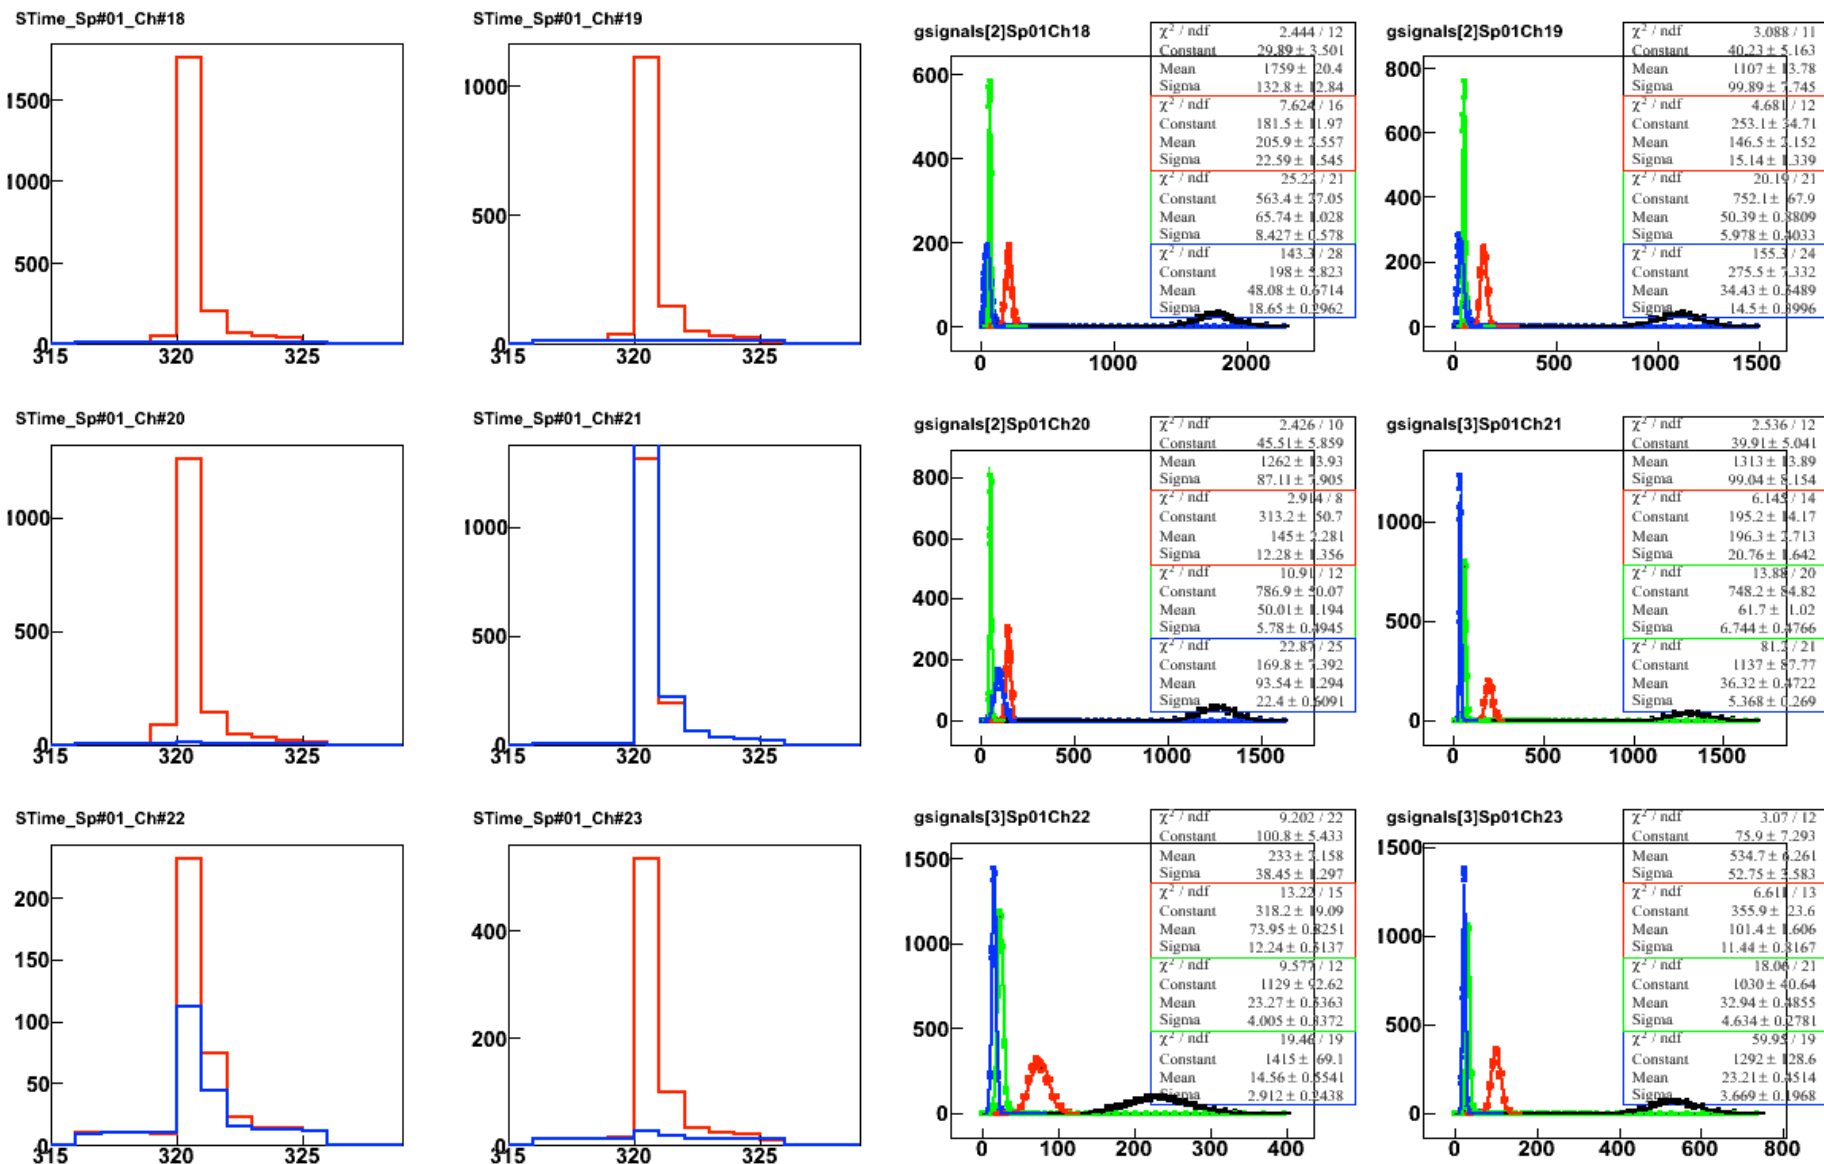 STime_Sp#01_Ch#18
1500
1000
500
0
315 320 325
STime_Sp#01_Ch#19
1000
500
0
315 320 325
gsignals[2]Sp01Ch18
600
400
200
0
0 1000 2000
χ² / ndf 2.444 / 12
Constant 29.89 ± 3.501
Mean 1759 ± 20.4
Sigma 132.8 ± 12.84
χ² / ndf 7.624 / 16
Constant 181.5 ± 11.97
Mean 205.9 ± 2.557
Sigma 22.59 ± 1.545
χ² / ndf 25.22 / 21
Constant 563.4 ± 27.05
Mean 65.74 ± 1.028
Sigma 8.427 ± 0.578
χ² / ndf 143.3 / 28
Constant 198 ± 5.823
Mean 48.08 ± 0.6714
Sigma 18.65 ± 0.2962
gsignals[2]Sp01Ch19
800
600
400
200
0
0 500 1000 1500
χ² / ndf 3.088 / 11
Constant 40.23 ± 5.163
Mean 1107 ± 13.78
Sigma 99.89 ± 7.745
χ² / ndf 4.681 / 12
Constant 253.1 ± 34.71
Mean 146.5 ± 2.152
Sigma 15.14 ± 1.339
χ² / ndf 20.19 / 21
Constant 752.1 ± 67.9
Mean 50.39 ± 0.8809
Sigma 5.978 ± 0.4033
χ² / ndf 155.3 / 24
Constant 275.5 ± 7.332
Mean 34.43 ± 0.5489
Sigma 14.5 ± 0.3996
STime_Sp#01_Ch#20
1000
500
0
315 320 325
STime_Sp#01_Ch#21
1000
500
0
315 320 325
gsignals[2]Sp01Ch20
800
600
400
200
0
0 500 1000 1500
χ² / ndf 2.426 / 10
Constant 45.51 ± 5.859
Mean 1262 ± 13.93
Sigma 87.11 ± 7.905
χ² / ndf 2.914 / 8
Constant 313.2 ± 50.7
Mean 145 ± 2.281
Sigma 12.28 ± 1.356
χ² / ndf 10.91 / 12
Constant 786.9 ± 50.07
Mean 50.01 ± 1.194
Sigma 5.78 ± 0.4945
χ² / ndf 22.87 / 25
Constant 169.8 ± 7.392
Mean 93.54 ± 1.294
Sigma 22.4 ± 0.6091
gsignals[3]Sp01Ch21
1000
500
0
0 500 1000 1500
χ² / ndf 2.536 / 12
Constant 39.91 ± 5.041
Mean 1313 ± 13.89
Sigma 99.04 ± 8.154
χ² / ndf 6.145 / 14
Constant 195.2 ± 14.17
Mean 196.3 ± 2.713
Sigma 20.76 ± 1.642
χ² / ndf 13.88 / 20
Constant 748.2 ± 84.82
Mean 61.7 ± 1.02
Sigma 6.744 ± 0.4766
χ² / ndf 81.2 / 21
Constant 1137 ± 87.77
Mean 36.32 ± 0.4722
Sigma 5.368 ± 0.269
STime_Sp#01_Ch#22
200
150
100
50
0
315 320 325
STime_Sp#01_Ch#23
400
200
0
315 320 325
gsignals[3]Sp01Ch22
1500
1000
500
0
0 100 200 300 400
χ² / ndf 9.202 / 22
Constant 100.8 ± 5.433
Mean 233 ± 2.158
Sigma 38.45 ± 1.297
χ² / ndf 13.22 / 15
Constant 318.2 ± 19.09
Mean 73.95 ± 0.8251
Sigma 12.24 ± 0.5137
χ² / ndf 9.577 / 12
Constant 1129 ± 92.62
Mean 23.27 ± 0.5363
Sigma 4.005 ± 0.3372
χ² / ndf 19.46 / 19
Constant 1415 ± 69.1
Mean 14.56 ± 0.5541
Sigma 2.912 ± 0.2438
gsignals[3]Sp01Ch23
1500
1000
500
0
0 200 400 600 800
χ² / ndf 3.07 / 12
Constant 75.9 ± 7.293
Mean 534.7 ± 6.261
Sigma 52.75 ± 3.583
χ² / ndf 6.611 / 13
Constant 355.9 ± 23.6
Mean 101.4 ± 1.606
Sigma 11.44 ± 0.8167
χ² / ndf 18.06 / 21
Constant 1030 ± 40.64
Mean 32.94 ± 0.4855
Sigma 4.634 ± 0.2781
χ² / ndf 59.95 / 19
Constant 1292 ± 128.6
Mean 23.21 ± 0.4514
Sigma 3.669 ± 0.1968